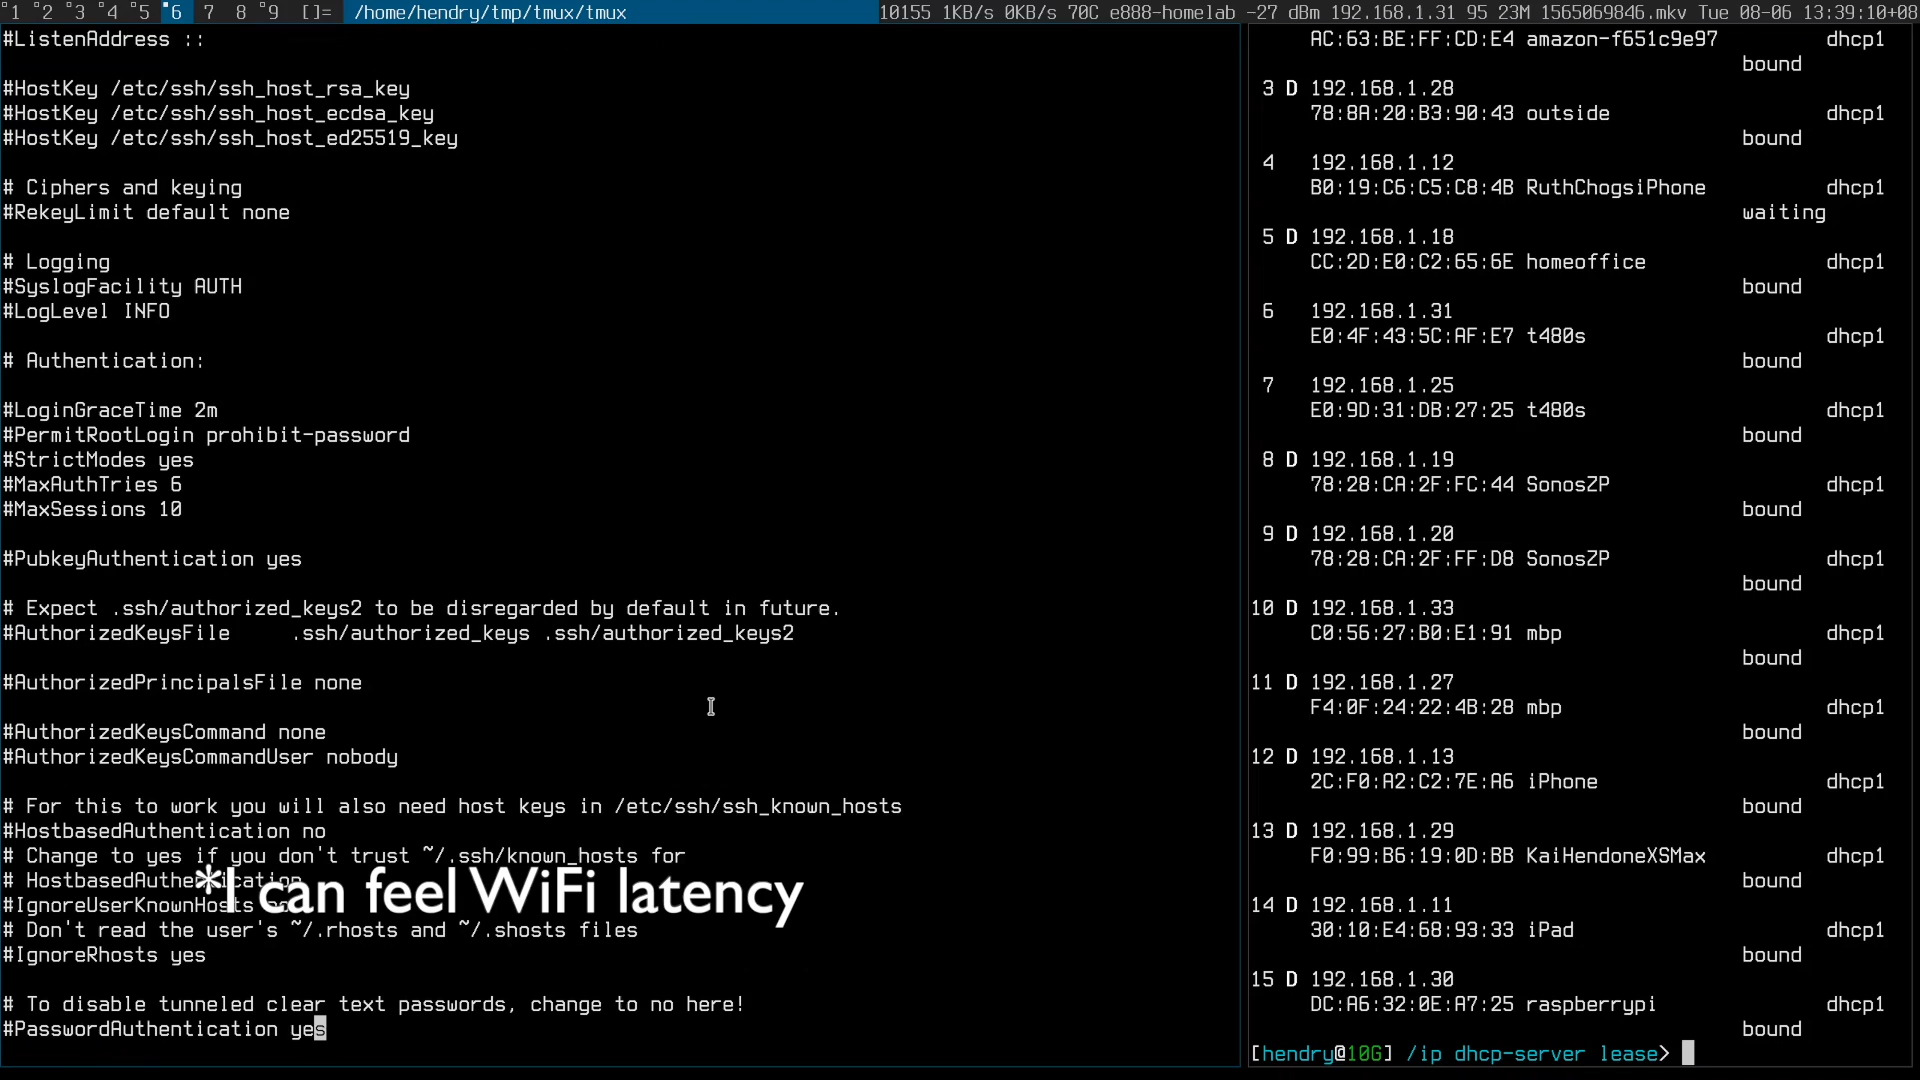 1 2 3 4 5 6 7 8 9 []= /home/hendry/tmp/tmux/tmux 10155 1KB/s 0KB/s 70C e888-homelab -27 dBm 192.168.1.31 95 23M 1565069846.mkv Tue 08-06 13:39:10+08
#ListenAddress ::
#HostKey /etc/ssh/ssh_host_rsa_key
#HostKey /etc/ssh/ssh_host_ecdsa_key
#HostKey /etc/ssh/ssh_host_ed25519_key
# Ciphers and keying
#RekeyLimit default none
# Logging
#SyslogFacility AUTH
#LogLevel INFO
# Authentication:
#LoginGraceTime 2m
#PermitRootLogin prohibit-password
#StrictModes yes
#MaxAuthTries 6
#MaxSessions 10
#PubkeyAuthentication yes
# Expect .ssh/authorized_keys2 to be disregarded by default in future.
#AuthorizedKeysFile .ssh/authorized_keys .ssh/authorized_keys2
#AuthorizedPrincipalsFile none
#AuthorizedKeysCommand none
#AuthorizedKeysCommandUser nobody
# For this to work you will also need host keys in /etc/ssh/ssh_known_hosts
#HostbasedAuthentication no
# Change to yes if you don't trust ~/.ssh/known_hosts for
# HostbasedAuthentication
#IgnoreUserKnownHosts no
*I can feel WiFi latency
# Don't read the user's ~/.rhosts and ~/.shosts files
#IgnoreRhosts yes
# To disable tunneled clear text passwords, change to no here!
#PasswordAuthentication yes
AC:63:BE:FF:CD:E4 amazon-f651c9e97 dhcp1
bound
3 D 192.168.1.28
78:8A:20:B3:90:43 outside dhcp1
bound
4 192.168.1.12
B0:19:C6:C5:C8:4B RuthChogsiPhone dhcp1
waiting
5 D 192.168.1.18
CC:2D:E0:C2:65:6E homeoffice dhcp1
bound
6 192.168.1.31
E0:4F:43:5C:AF:E7 t480s dhcp1
bound
7 192.168.1.25
E0:9D:31:DB:27:25 t480s dhcp1
bound
8 D 192.168.1.19
78:28:CA:2F:FC:44 SonosZP dhcp1
bound
9 D 192.168.1.20
78:28:CA:2F:FF:D8 SonosZP dhcp1
bound
10 D 192.168.1.33
C0:56:27:B0:E1:91 mbp dhcp1
bound
11 D 192.168.1.27
F4:0F:24:22:4B:28 mbp dhcp1
bound
12 D 192.168.1.13
2C:F0:A2:C2:7E:A6 iPhone dhcp1
bound
13 D 192.168.1.29
F0:99:B6:19:0D:BB KaiHendoneXSMax dhcp1
bound
14 D 192.168.1.11
30:10:E4:68:93:33 iPad dhcp1
bound
15 D 192.168.1.30
DC:A6:32:0E:A7:25 raspberrypi dhcp1
bound
[hendry@10G] /ip dhcp-server lease>